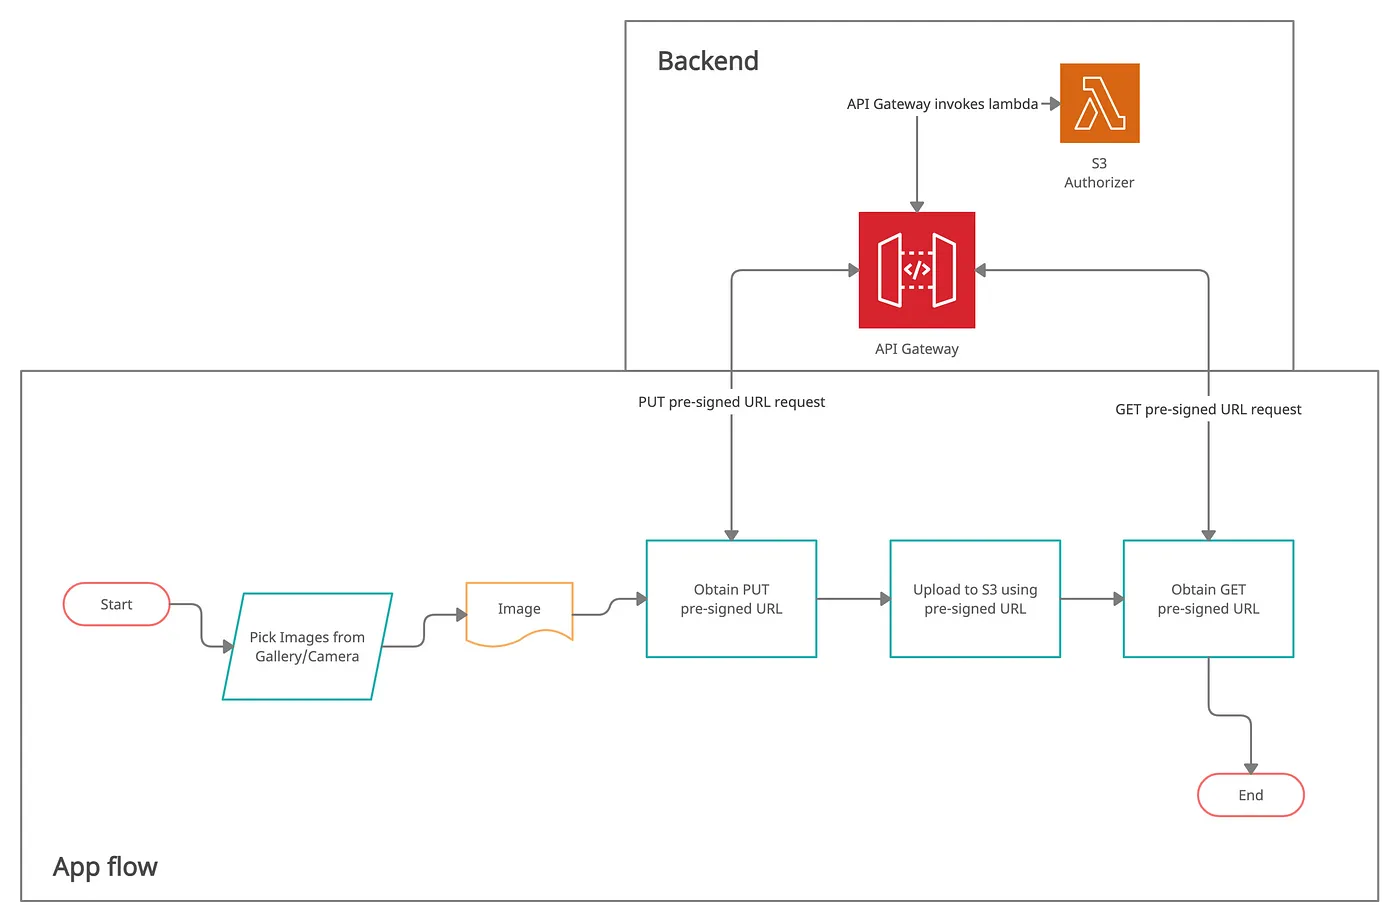 Backend
API Gateway invokes lambda
S3
Authorizer
</>
API Gateway
PUT pre-signed URL request
GET pre-signed URL request
Start
Pick Images from
Gallery/Camera
Image
Obtain PUT
pre-signed URL
Upload to S3 using
pre-signed URL
Obtain GET
pre-signed URL
End
App flow